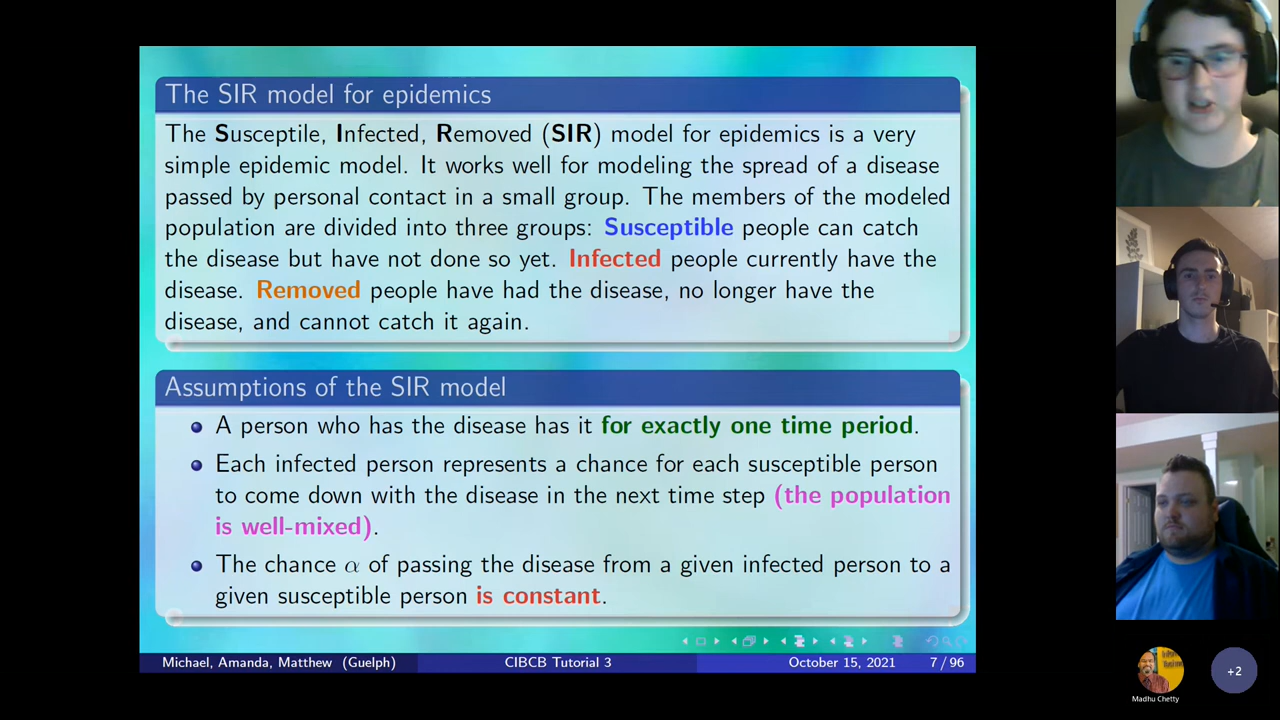 The SIR model for epidemics
The Susceptile, Infected, Removed (SIR) model for epidemics is a very
simple epidemic model. It works well for modeling the spread of a disease
passed by personal contact in a small group. The members of the modeled
population are divided into three groups: Susceptible people can catch
the disease but have not done so yet. Infected people currently have the
disease. Removed people have had the disease, no longer have the
disease, and cannot catch it again.
Assumptions of the SIR model
A person who has the disease has it for exactly one time period.
Each infected person represents a chance for each susceptible person
to come down with the disease in the next time step (the population
is well-mixed).
The chance α of passing the disease from a given infected person to a
given susceptible person is constant.
Michael, Amanda, Matthew (Guelph) CIBCB Tutorial 3 October 15, 2021 7 / 96
Madhu Chetty
+2